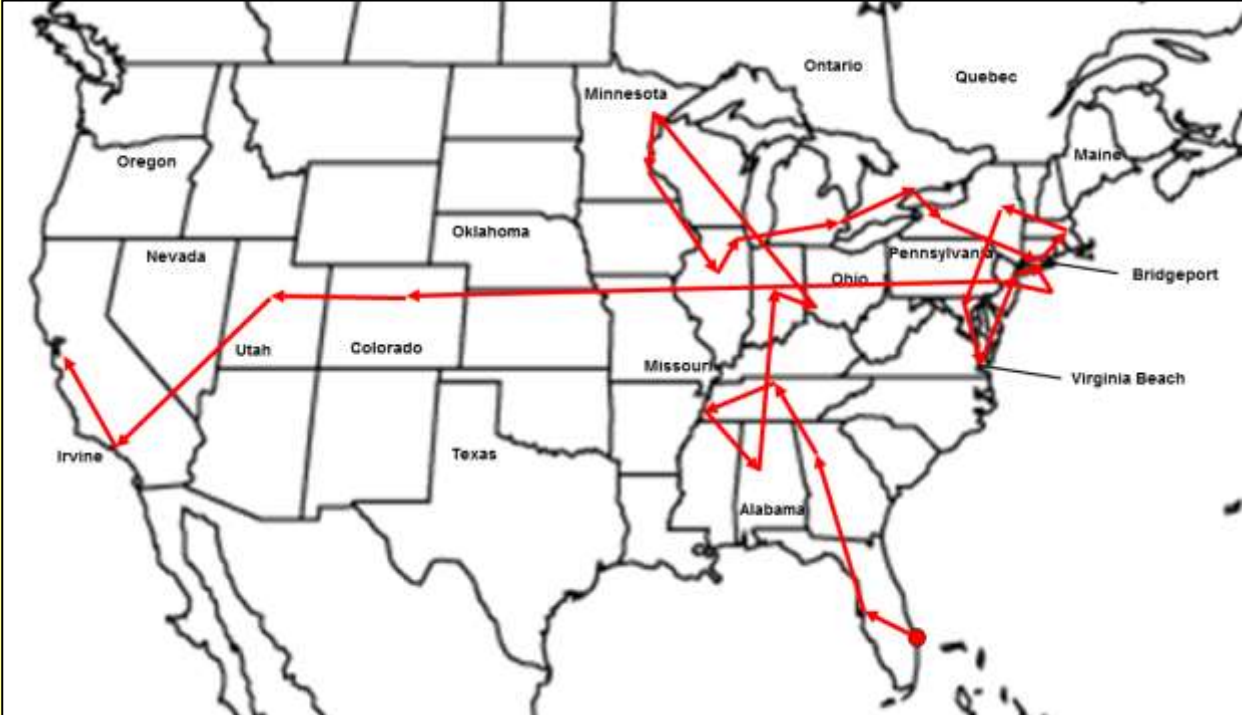 Ontario
Quebec
Minnesota
Maine
Oregon
Oklahoma
Nevada
Pennsylvania
Ohio
Bridgeport
Utah
Colorado
Missouri
Virginia Beach
Irvine
Texas
Alabama